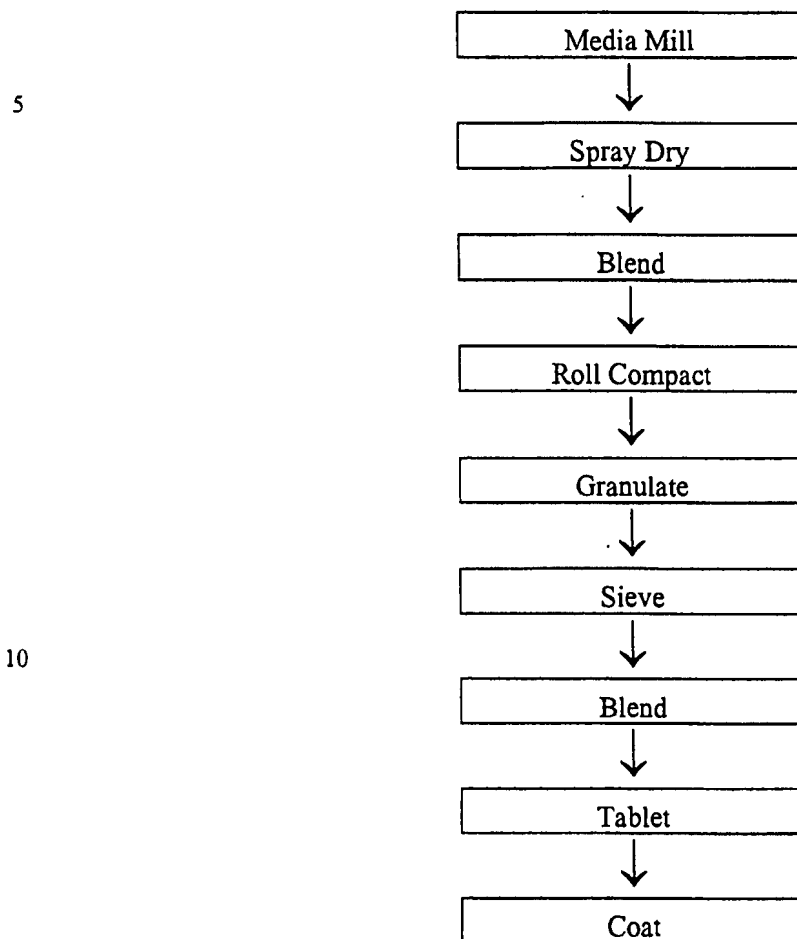 Media Mill
5
Spray Dry
Blend
Roll Compact
Granulate
Sieve
10
Blend
Tablet
Coat